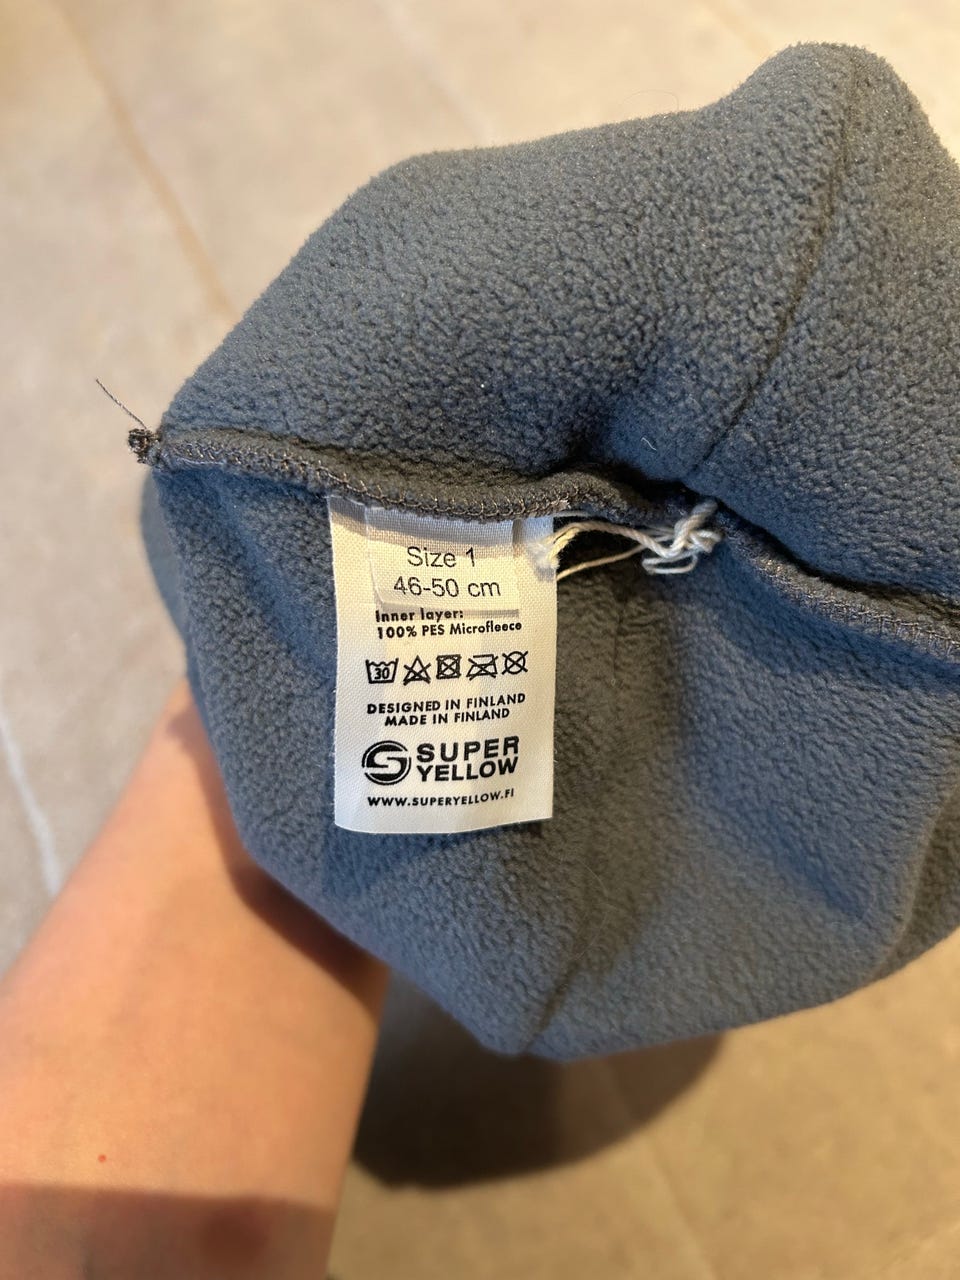 Size 1
46-50 cm
Inner layer:
100% PES Microfleece
30
DESIGNED IN FINLAND
MADE IN FINLAND
SUPER
YELLOW
WWW.SUPERYELLOW.FI